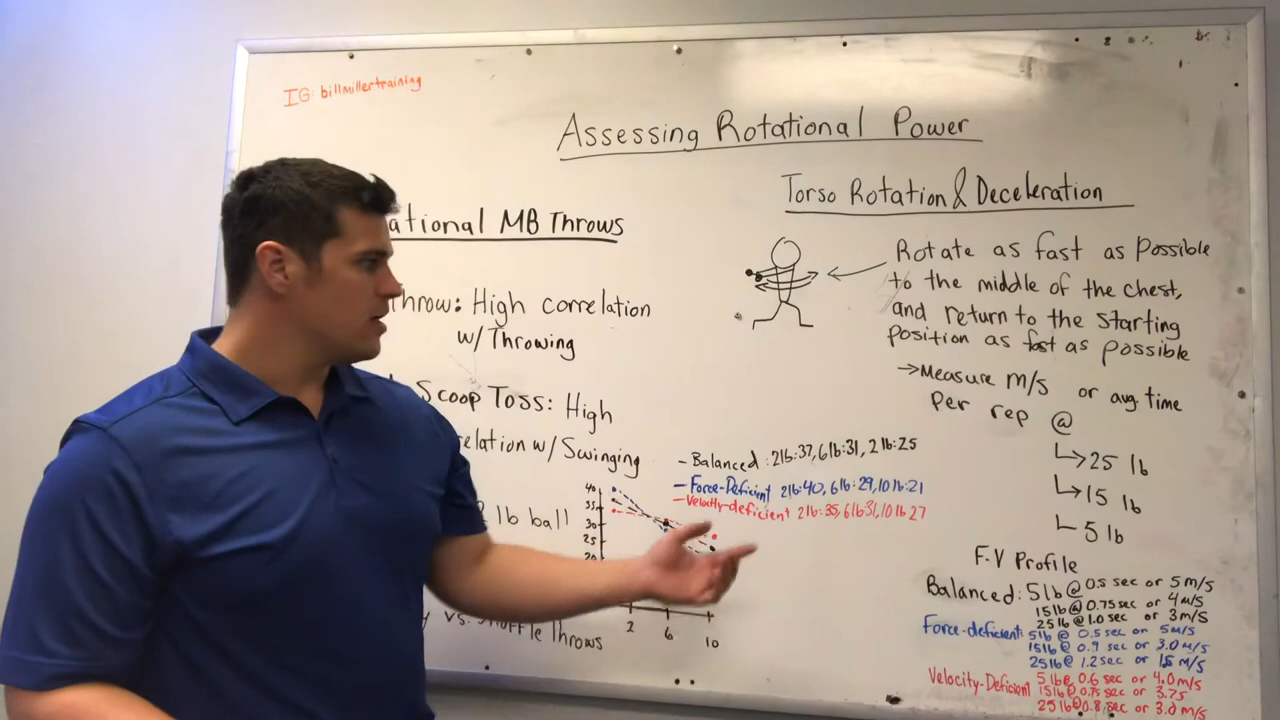 IG: billmillertraining
Assessing Rotational Power
ational MB Throws
Throw: High correlation
w/ Throwing
Scoop Toss: High
relation w/ Swinging
lb ball
vs. Shuffle Throws
40
35
30
25
20
2 6 10
- Balanced: 2lb:37, 6lb:31, 2lb:25
- Force-Deficient 2lb:40, 6lb:29, 10lb:21
- Velocity-deficient 2lb:35, 6lb:31, 10lb 27
Torso Rotation & Deceleration
Rotate as fast as Possible
to the middle of the chest,
and return to the starting
position as fast as possible
→ Measure m/s or avg. time
Per rep @
→ 25 lb
→ 15 lb
5 lb
F-V Profile
Balanced: 5lb @ 0.5 sec or 5 m/s
15lb @ 0.75 sec or 4 m/s
25lb @ 1.0 sec or 3 m/s
Force-deficient: 5lb @ 0.5 sec or 5 m/s
15lb @ 0.9 sec or 3.0 m/s
25lb @ 1.2 sec or 1.5 m/s
Velocity-Deficient 5lb @ 0.6 sec or 4.0 m/s
15lb @ 0.75 sec or 3.75
25lb @ 0.8 sec or 3.0 m/s